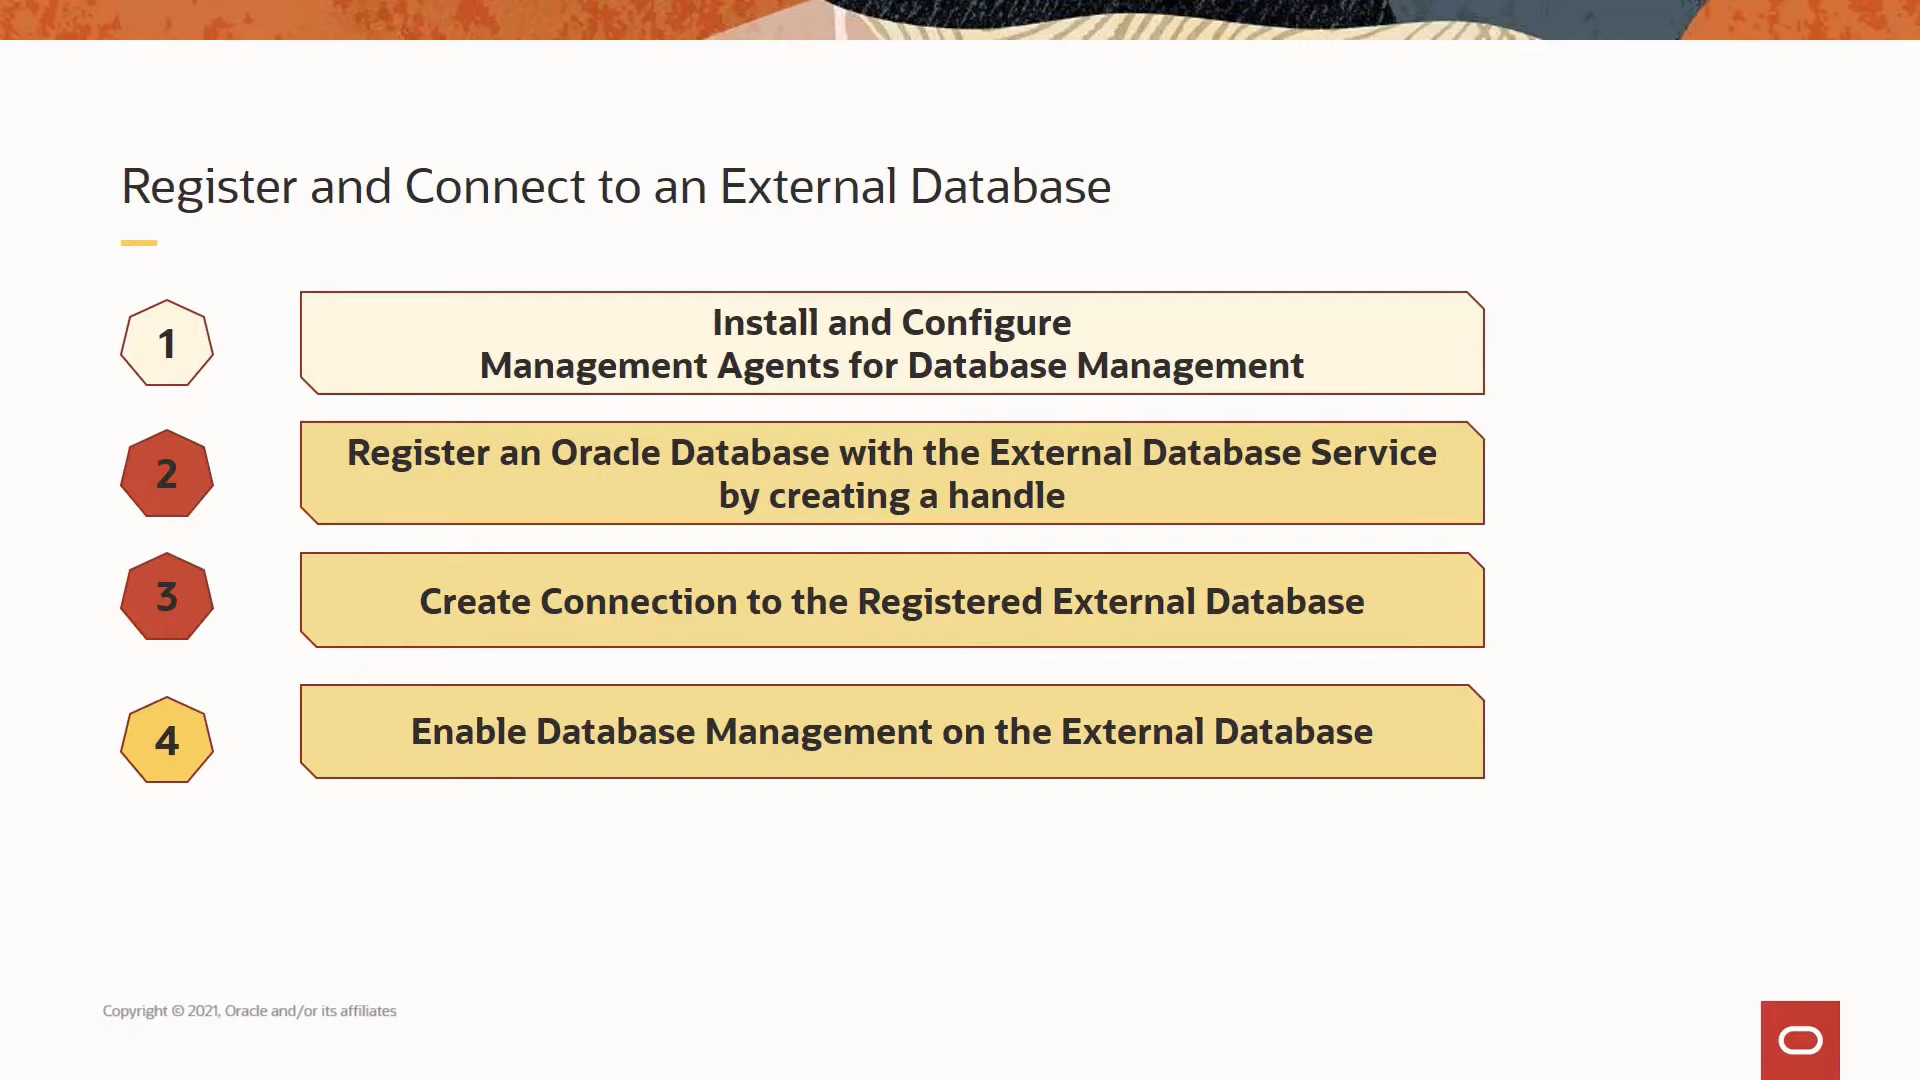 Register and Connect to an External Database
1
Install and Configure
Management Agents for Database Management
2
Register an Oracle Database with the External Database Service
by creating a handle
3
Create Connection to the Registered External Database
4
Enable Database Management on the External Database
Copyright © 2021, Oracle and/or its affiliates